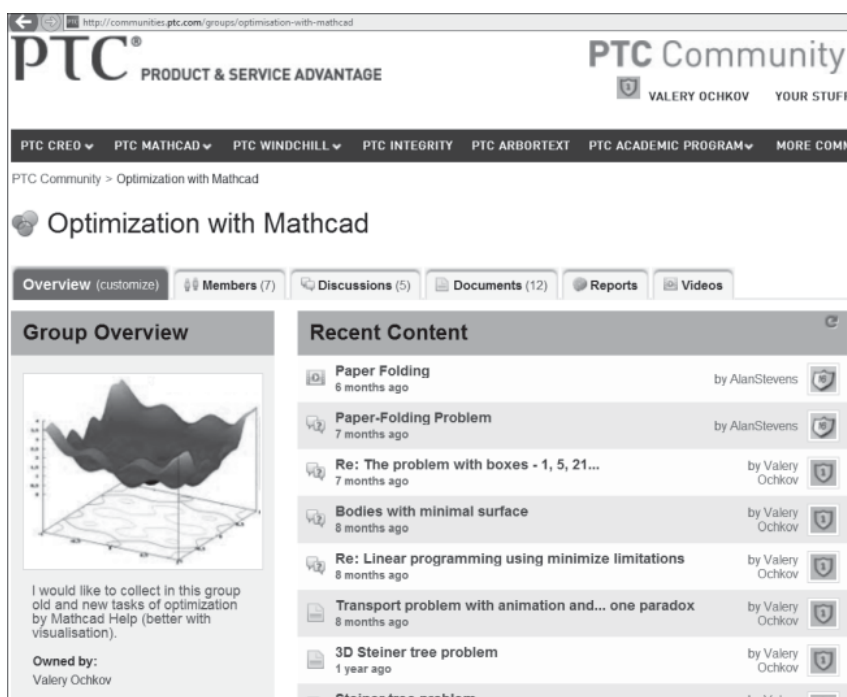 http://communities.ptc.com/groups/optimisation-with-mathcad
PTC® PRODUCT & SERVICE ADVANTAGE
PTC Community
VALERY OCHKOV YOUR STUFF
PTC CREO PTC MATHCAD PTC WINDCHILL PTC INTEGRITY PTC ARBORTEXT PTC ACADEMIC PROGRAM MORE COMM
PTC Community > Optimization with Mathcad
Optimization with Mathcad
Overview (customize) Members (7) Discussions (5) Documents (12) Reports Videos
Group Overview
I would like to collect in this group
old and new tasks of optimization
by Mathcad Help (better with
visualisation).
Owned by:
Valery Ochkov
Recent Content
Paper Folding
6 months ago
by AlanStevens
Paper-Folding Problem
7 months ago
by AlanStevens
Re: The problem with boxes - 1, 5, 21...
7 months ago
by Valery
Ochkov
Bodies with minimal surface
8 months ago
by Valery
Ochkov
Re: Linear programming using minimize limitations
8 months ago
by Valery
Ochkov
Transport problem with animation and... one paradox
8 months ago
by Valery
Ochkov
3D Steiner tree problem
1 year ago
by Valery
Ochkov